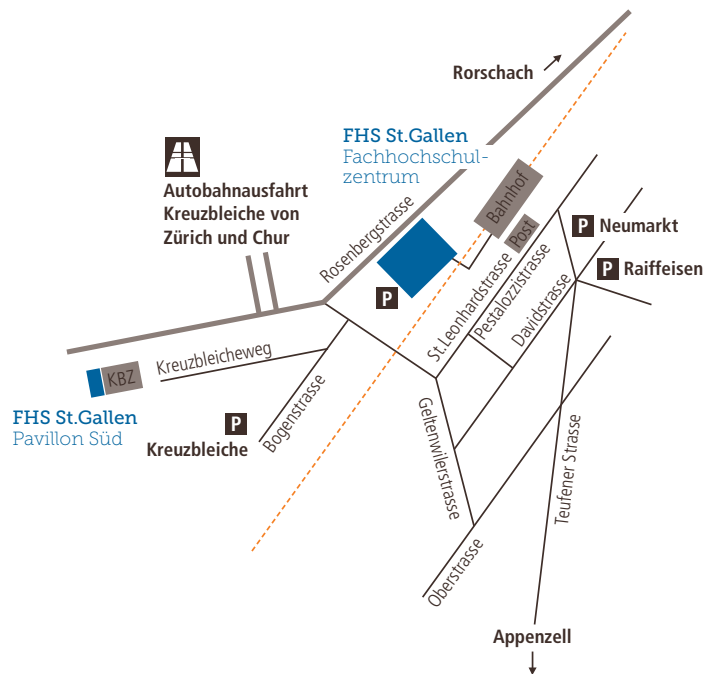 Rorschach
FHS St.Gallen
Fachhochschul-
zentrum
Autobahnausfahrt
Kreuzbleiche von
Zürich und Chur
Bahnhof
Post
P Neumarkt
P Raiffeisen
Rosenbergstrasse
P
St.Leonhardstrasse
Pestalozzistrasse
Davidstrasse
KBZ
Kreuzbleicheweg
FHS St.Gallen
Pavillon Süd
P
Kreuzbleiche
Bogenstrasse
Geltenwilerstrasse
Teufener Strasse
Oberstrasse
Appenzell